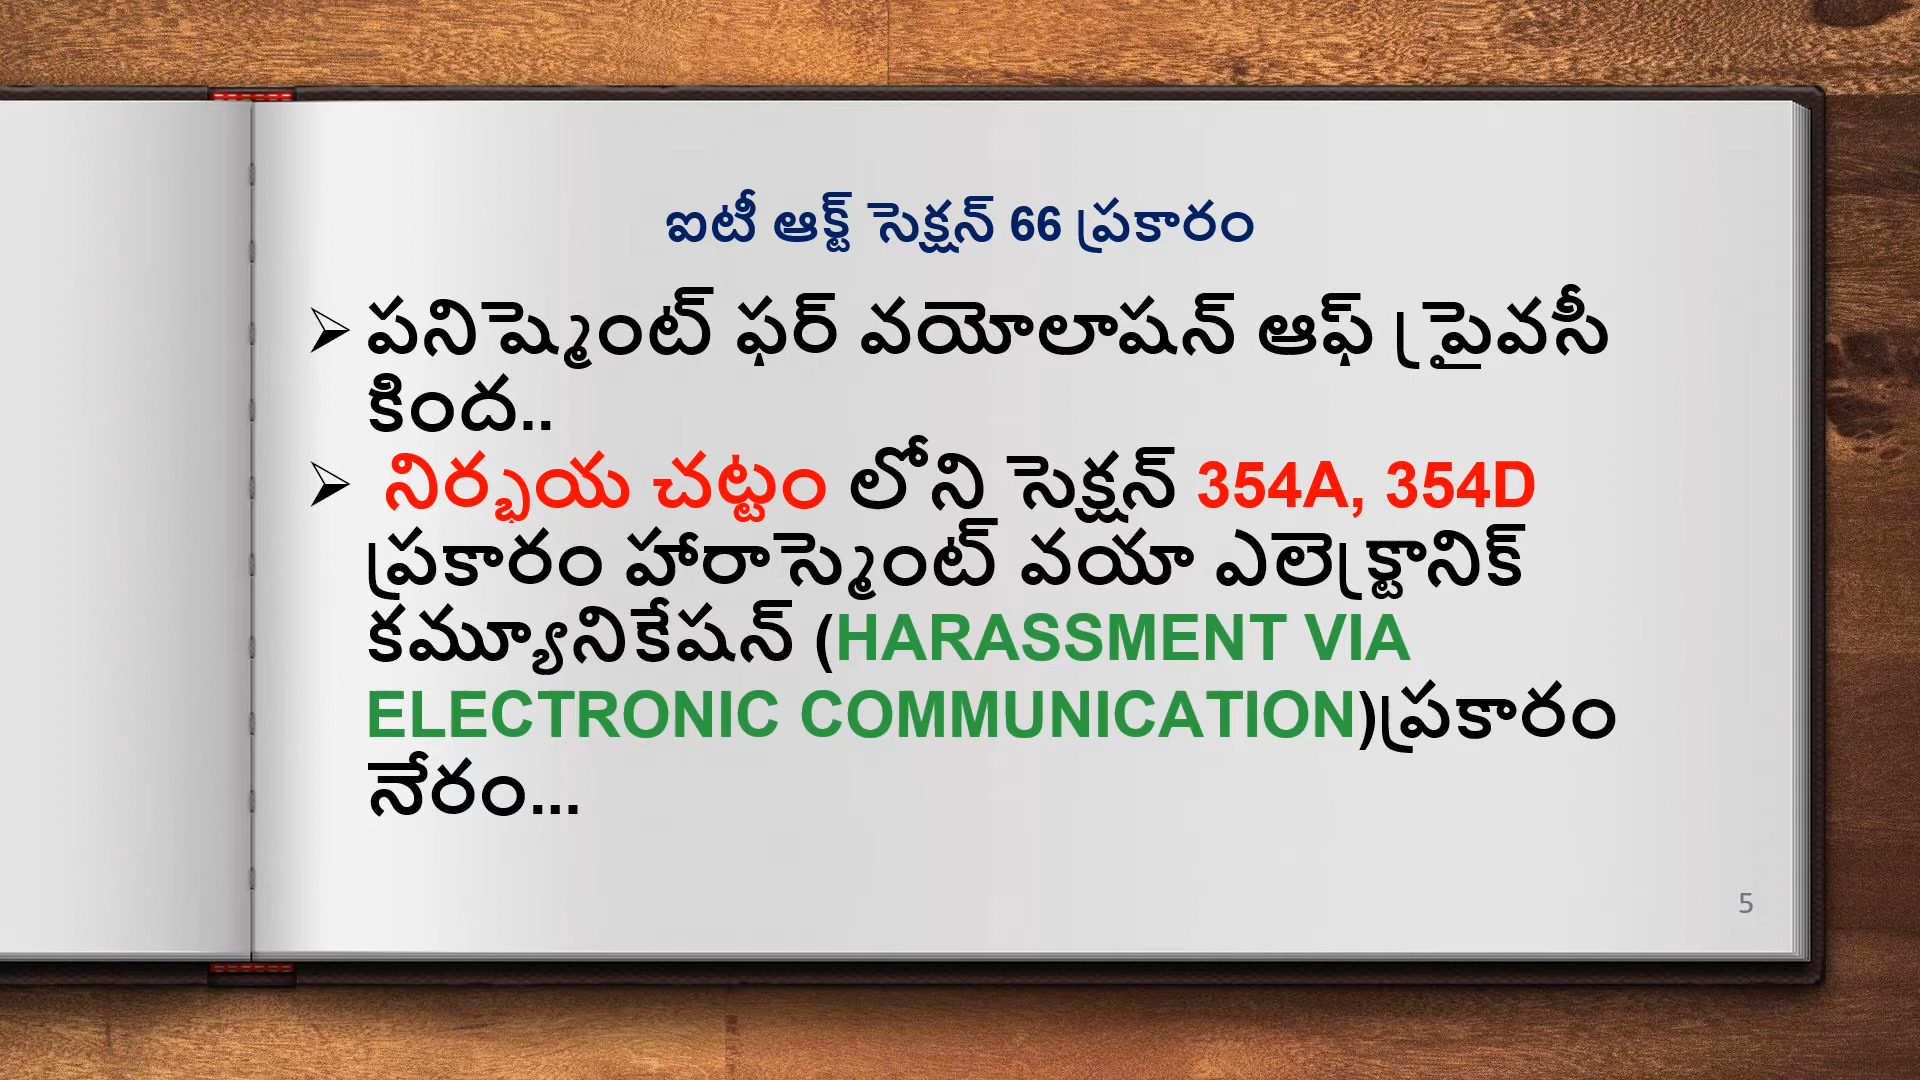 ఐటీ ఆక్ట్ సెక్షన్ 66 ప్రకారం
పనిష్మెంట్ ఫర్ వయోలాషన్ ఆఫ్ ప్రైవసీ
కింద..
నిర్భయ చట్టం లోని సెక్షన్ 354A, 354D
ప్రకారం హారాస్మెంట్ వయా ఎలెక్ట్రానిక్
కమ్యూనికేషన్ (HARASSMENT VIA
ELECTRONIC COMMUNICATION)ప్రకారం
నేరం...
5